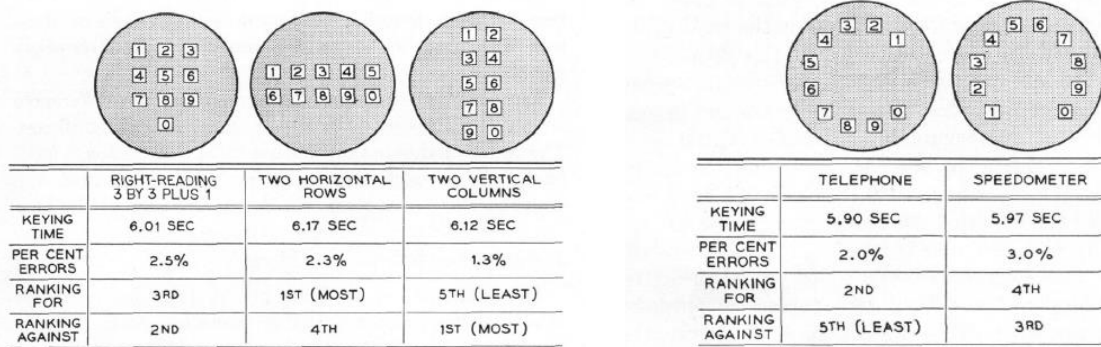 1 2 3
4 5 6
7 8 9
0
1 2 3 4 5
6 7 8 9 0
1 2
3 4
5 6
7 8
9 0
RIGHT-READING 3 BY 3 PLUS 1 TWO HORIZONTAL ROWS TWO VERTICAL COLUMNS
KEYING TIME 6.01 SEC 6.17 SEC 6.12 SEC
PER CENT ERRORS 2.5% 2.3% 1.3%
RANKING FOR 3RD 1ST (MOST) 5TH (LEAST)
RANKING AGAINST 2ND 4TH 1ST (MOST)
3 2
4 1
5
6
7 0
8 9
5 6
4 7
3 8
2 9
1 0
TELEPHONE SPEEDOMETER
KEYING TIME 5.90 SEC 5.97 SEC
PER CENT ERRORS 2.0% 3.0%
RANKING FOR 2ND 4TH
RANKING AGAINST 5TH (LEAST) 3RD